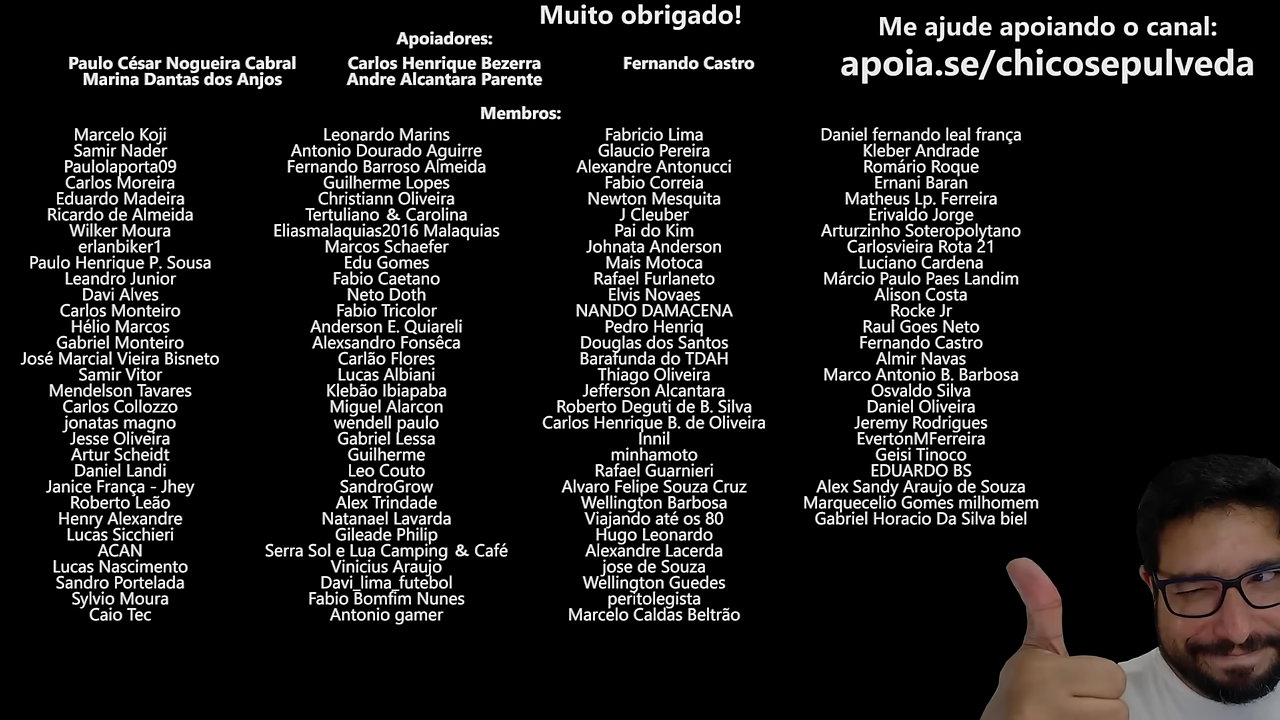 Muito obrigado!
Me ajude apoiando o canal:
apoia.se/chicosepulveda
Apoiadores:
Paulo César Nogueira Cabral
Marina Dantas dos Anjos
Carlos Henrique Bezerra
Andre Alcantara Parente
Fernando Castro
Membros:
Marcelo Koji
Samir Nader
Paulolaporta09
Carlos Moreira
Eduardo Madeira
Ricardo de Almeida
Wilker Moura
erlanbiker1
Paulo Henrique P. Sousa
Leandro Junior
Davi Alves
Carlos Monteiro
Hélio Marcos
Gabriel Monteiro
José Marcial Vieira Bisneto
Samir Vitor
Mendelson Tavares
Carlos Collozzo
jonatas magno
Jesse Oliveira
Artur Scheidt
Daniel Landi
Janice França - Jhey
Roberto Leão
Henry Alexandre
Lucas Sicchieri
ACAN
Lucas Nascimento
Sandro Portelada
Sylvio Moura
Caio Tec
Leonardo Marins
Antonio Dourado Aguirre
Fernando Barroso Almeida
Guilherme Lopes
Christiann Oliveira
Tertuliano & Carolina
Eliasmalaquias2016 Malaquias
Marcos Schaefer
Edu Gomes
Fabio Caetano
Neto Doth
Fabio Tricolor
Anderson E. Quiareli
Alexsandro Fonsêca
Carlão Flores
Lucas Albiani
Klebão Ibiapaba
Miguel Alarcon
wendell paulo
Gabriel Lessa
Guilherme
Leo Couto
SandroGrow
Alex Trindade
Natanael Lavarda
Gileade Philip
Serra Sol e Lua Camping & Café
Vinicius Araujo
Davi_lima_futebol
Fabio Bomfim Nunes
Antonio gamer
Fabricio Lima
Glaucio Pereira
Alexandre Antonucci
Fabio Correia
Newton Mesquita
J Cleuber
Pai do Kim
Johnata Anderson
Mais Motoca
Rafael Furlaneto
Elvis Novaes
NANDO DAMACENA
Pedro Henriq
Douglas dos Santos
Barafunda do TDAH
Thiago Oliveira
Jefferson Alcantara
Roberto Deguti de B. Silva
Carlos Henrique B. de Oliveira
Innil
minhamoto
Rafael Guarnieri
Alvaro Felipe Souza Cruz
Wellington Barbosa
Viajando até os 80
Hugo Leonardo
Alexandre Lacerda
jose de Souza
Wellington Guedes
peritolegista
Marcelo Caldas Beltrão
Daniel fernando leal frança
Kleber Andrade
Romário Roque
Ernani Baran
Matheus Lp. Ferreira
Erivaldo Jorge
Arturzinho Soteropolytano
Carlosvieira Rota 21
Luciano Cardena
Márcio Paulo Paes Landim
Alison Costa
Rocke Jr
Raul Goes Neto
Fernando Castro
Almir Navas
Marco Antonio B. Barbosa
Osvaldo Silva
Daniel Oliveira
Jeremy Rodrigues
EvertonMFerreira
Geisi Tinoco
EDUARDO BS
Alex Sandy Araujo de Souza
Marquecelio Gomes milhomem
Gabriel Horacio Da Silva biel